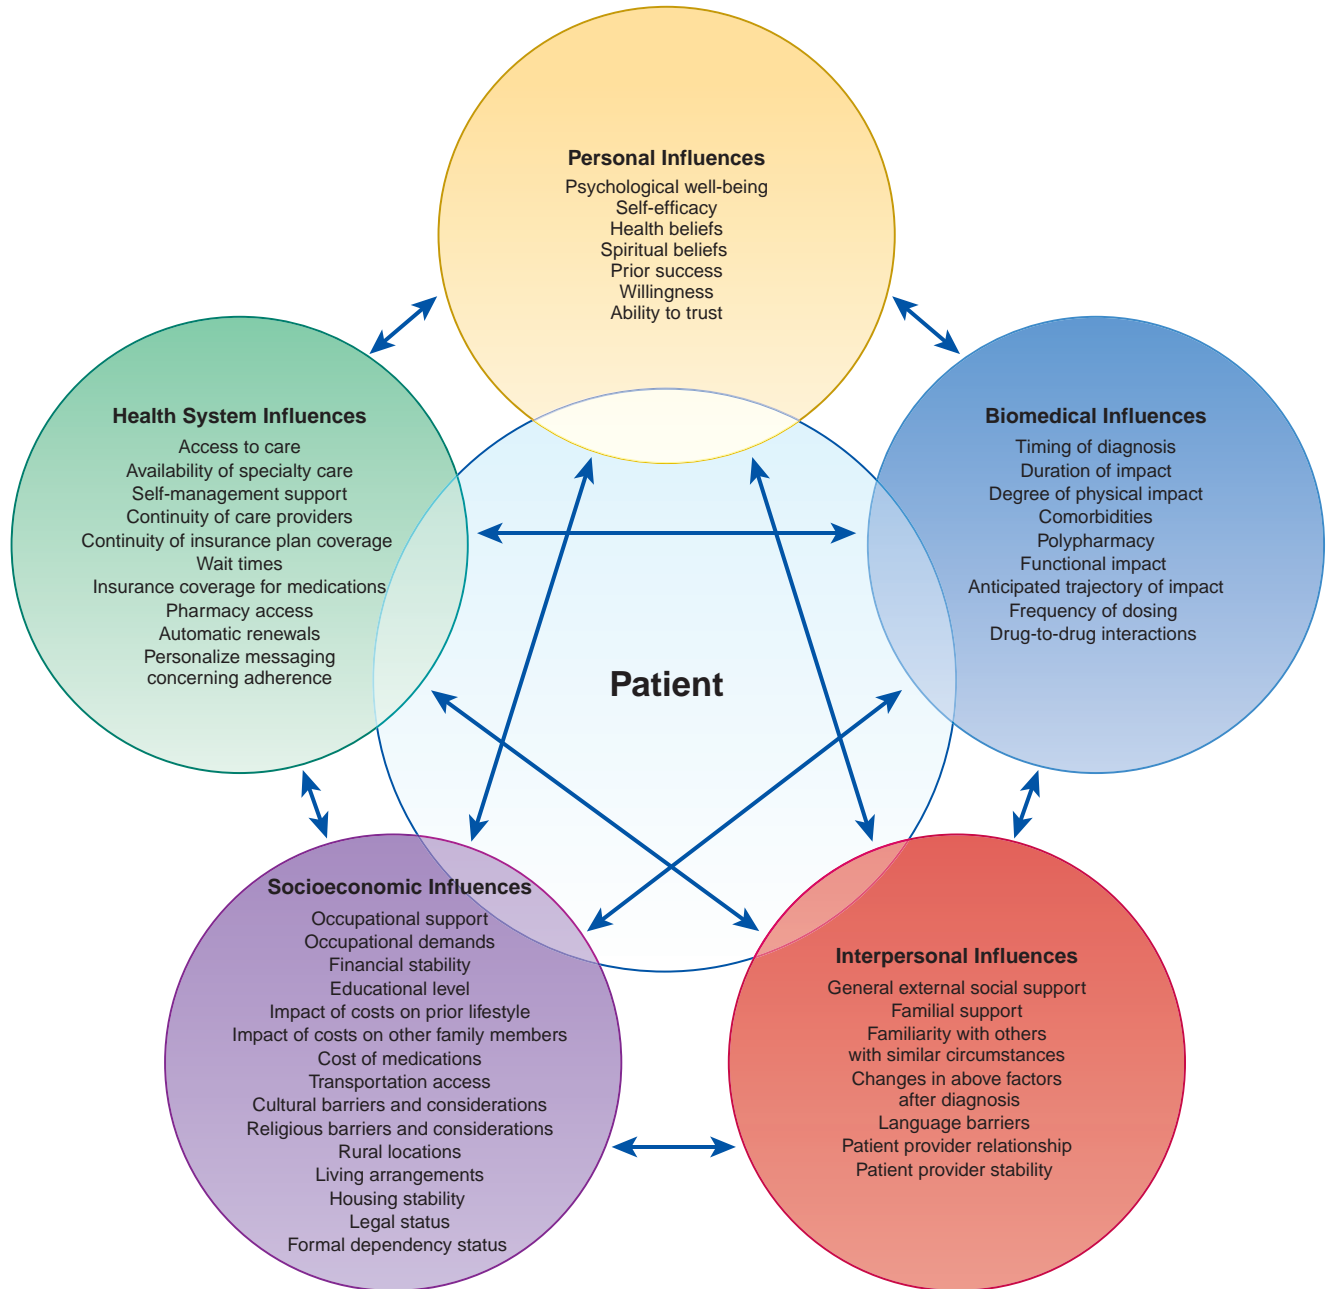 Personal Influences
Psychological well-being
Self-efficacy
Health beliefs
Spiritual beliefs
Prior success
Willingness
Ability to trust
Health System Influences
Access to care
Availability of specialty care
Self-management support
Continuity of care providers
Continuity of insurance plan coverage
Wait times
Insurance coverage for medications
Pharmacy access
Automatic renewals
Personalize messaging
concerning adherence
Biomedical Influences
Timing of diagnosis
Duration of impact
Degree of physical impact
Comorbidities
Polypharmacy
Functional impact
Anticipated trajectory of impact
Frequency of dosing
Drug-to-drug interactions
Patient
Socioeconomic Influences
Occupational support
Occupational demands
Financial stability
Educational level
Impact of costs on prior lifestyle
Impact of costs on other family members
Cost of medications
Transportation access
Cultural barriers and considerations
Religious barriers and considerations
Rural locations
Living arrangements
Housing stability
Legal status
Formal dependency status
Interpersonal Influences
General external social support
Familial support
Familiarity with others
with similar circumstances
Changes in above factors
after diagnosis
Language barriers
Patient provider relationship
Patient provider stability